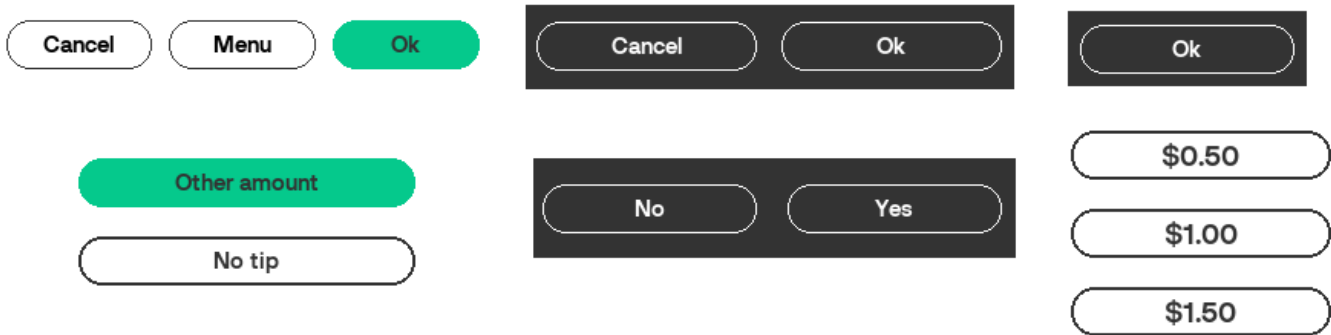 Cancel Menu Ok
Cancel Ok
Ok
Other amount
No tip
No Yes
$0.50
$1.00
$1.50